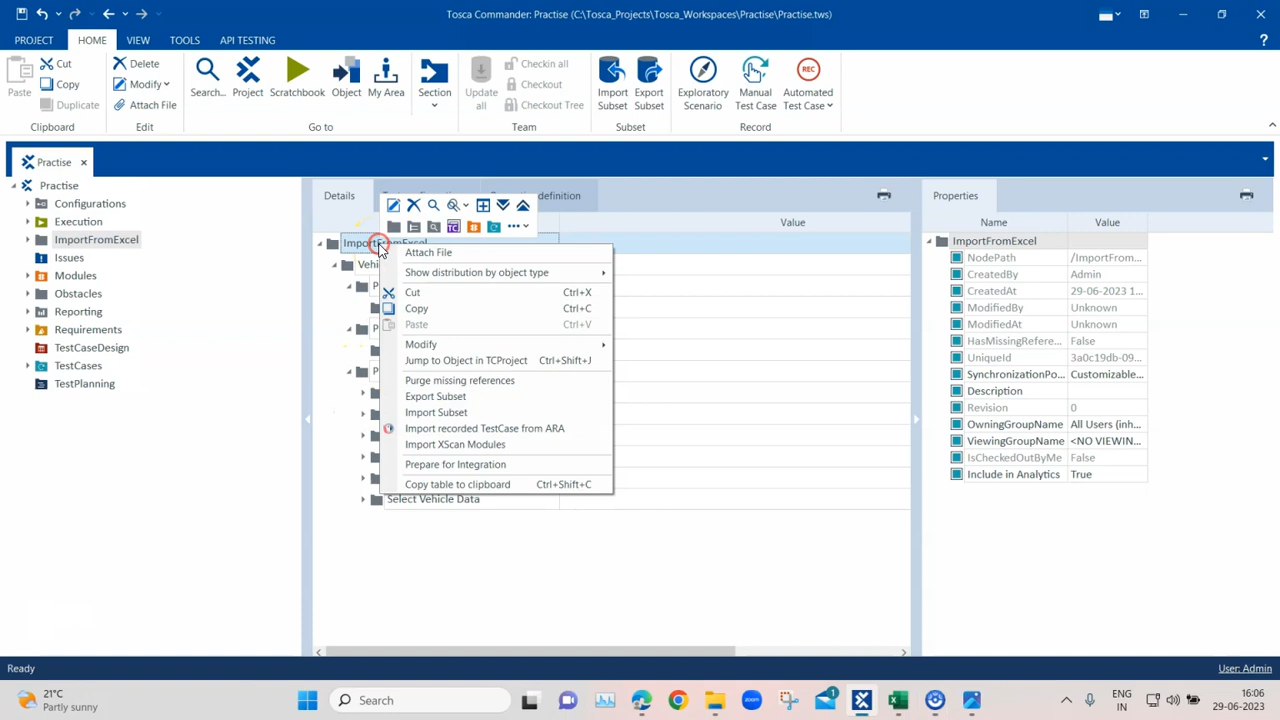 Tosca Commander: Practise (C:\Tosca_Projects\Tosca_Workspaces\Practise\Practise.tws)
PROJECT HOME VIEW TOOLS API TESTING
?
Paste
Cut
Copy
Duplicate
Clipboard
Delete
Modify
Attach File
Edit
Search...
Project
Scratchbook
Object
My Area
Section
Go to
Update all
Checkin all
Checkout
Checkout Tree
Team
Import Subset
Export Subset
Subset
Exploratory Scenario
REC
Manual Test Case
Automated Test Case
Record
Practise
Practise
Configurations
Execution
ImportFromExcel
Issues
Modules
Obstacles
Reporting
Requirements
TestCaseDesign
TestCases
TestPlanning
Details
definition
Value
ImportFromExcel
Vehi
P
P
P
Select Vehicle Data
TC
Attach File
Show distribution by object type
Cut Ctrl+X
Copy Ctrl+C
Paste Ctrl+V
Modify
Jump to Object in TCProject Ctrl+Shift+J
Purge missing references
Export Subset
Import Subset
Import recorded TestCase from ARA
Import XScan Modules
Prepare for Integration
Copy table to clipboard Ctrl+Shift+C
Properties
Name Value
ImportFromExcel
NodePath /ImportFrom...
CreatedBy Admin
CreatedAt 29-06-2023 1...
ModifiedBy Unknown
ModifiedAt Unknown
HasMissingRefere... False
UniqueId 3a0c19db-09...
SynchronizationPo... Customizable...
Description
Revision 0
OwningGroupName All Users (inh...
ViewingGroupName <NO VIEWIN...
IsCheckedOutByMe False
Include in Analytics True
Ready
User: Admin
21°C
Partly sunny
Search
1
ENG
IN
16:06
29-06-2023